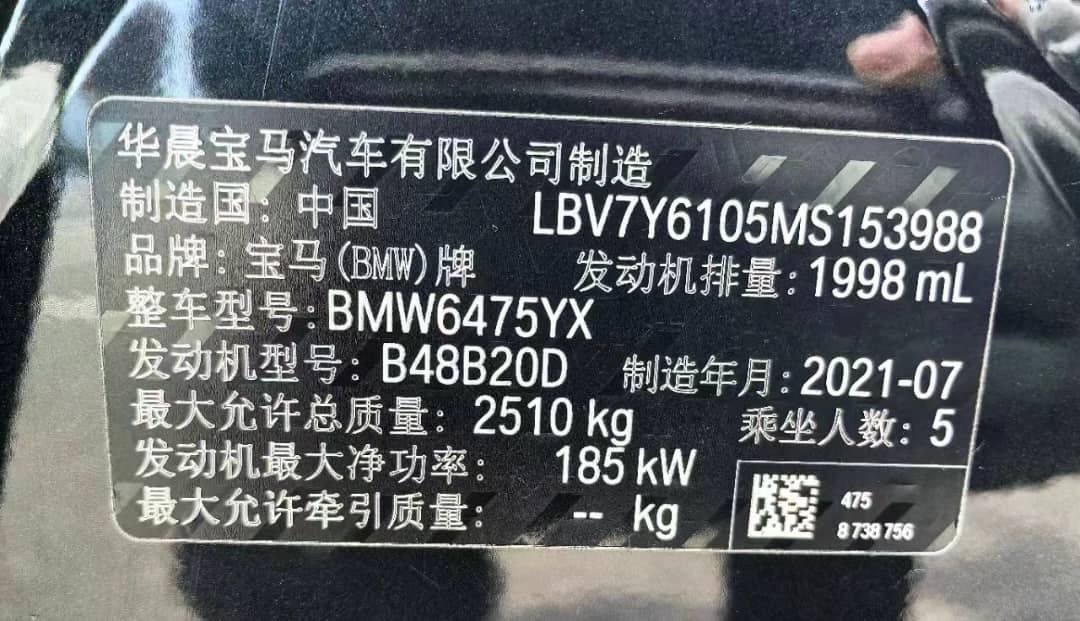 华晨宝马汽车有限公司制造
制造国：中国 LBV7Y6105MS153988
品牌：宝马(BMW)牌 发动机排量：1998 mL
整车型号：BMW6475YX
发动机型号：B48B20D 制造年月：2021-07
最大允许总质量：2510 kg 乘坐人数：5
发动机最大净功率： 185 kW
最大允许牵引质量： -- kg
475
8 738 756